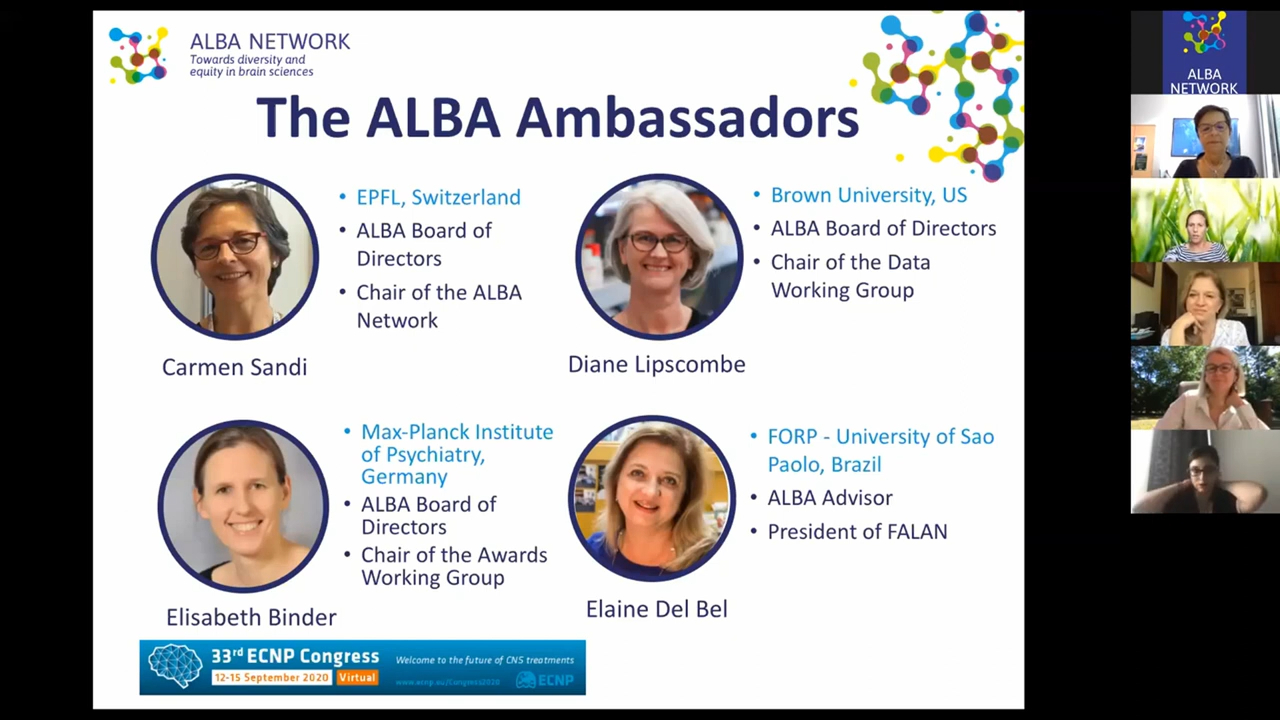 ALBA NETWORK
Towards diversity and
equity in brain sciences
The ALBA Ambassadors
• EPFL, Switzerland
• ALBA Board of
Directors
• Chair of the ALBA
Network
Carmen Sandi
• Brown University, US
• ALBA Board of Directors
• Chair of the Data
Working Group
Diane Lipscombe
• Max-Planck Institute
of Psychiatry,
Germany
• ALBA Board of
Directors
• Chair of the Awards
Working Group
Elisabeth Binder
• FORP - University of Sao
Paolo, Brazil
• ALBA Advisor
• President of FALAN
Elaine Del Bel
33rd ECNP Congress
12-15 September 2020 Virtual
Welcome to the future of CNS treatments
www.ecnp.eu/Congress2020
ECNP
ALBA
NETWORK